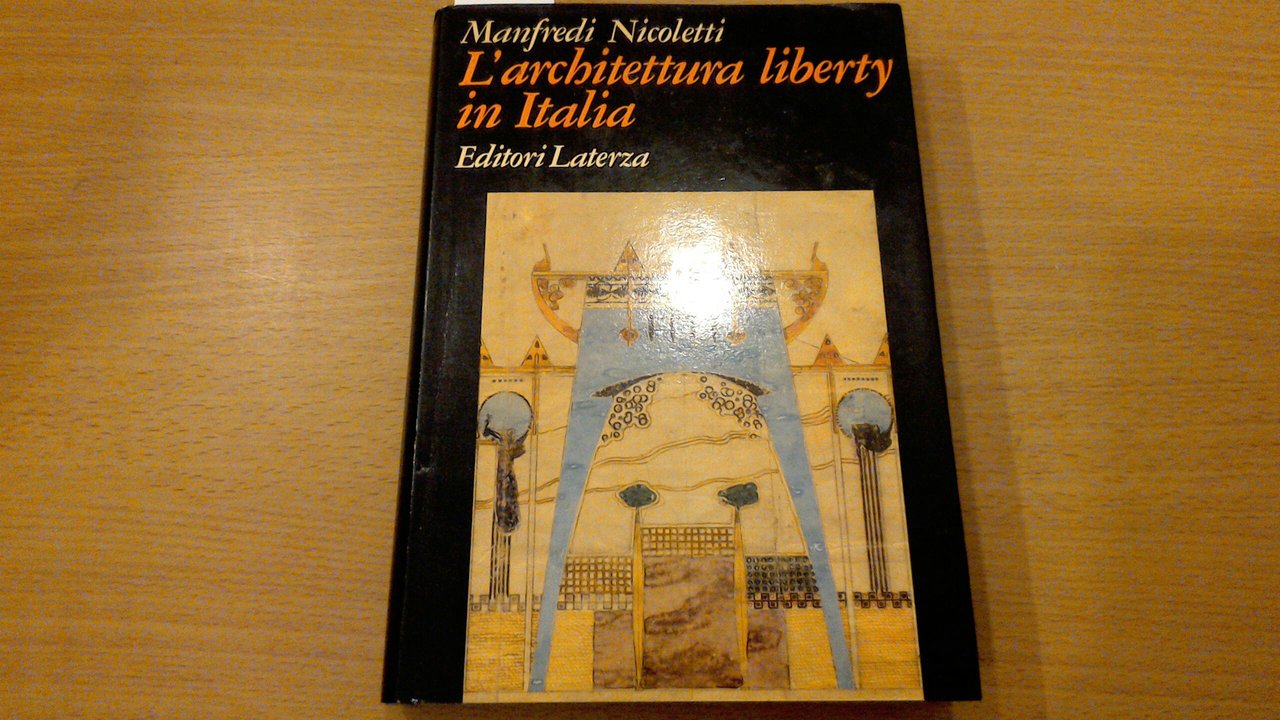 Manfredi Nicoletti
L'architettura liberty
in Italia
Editori Laterza